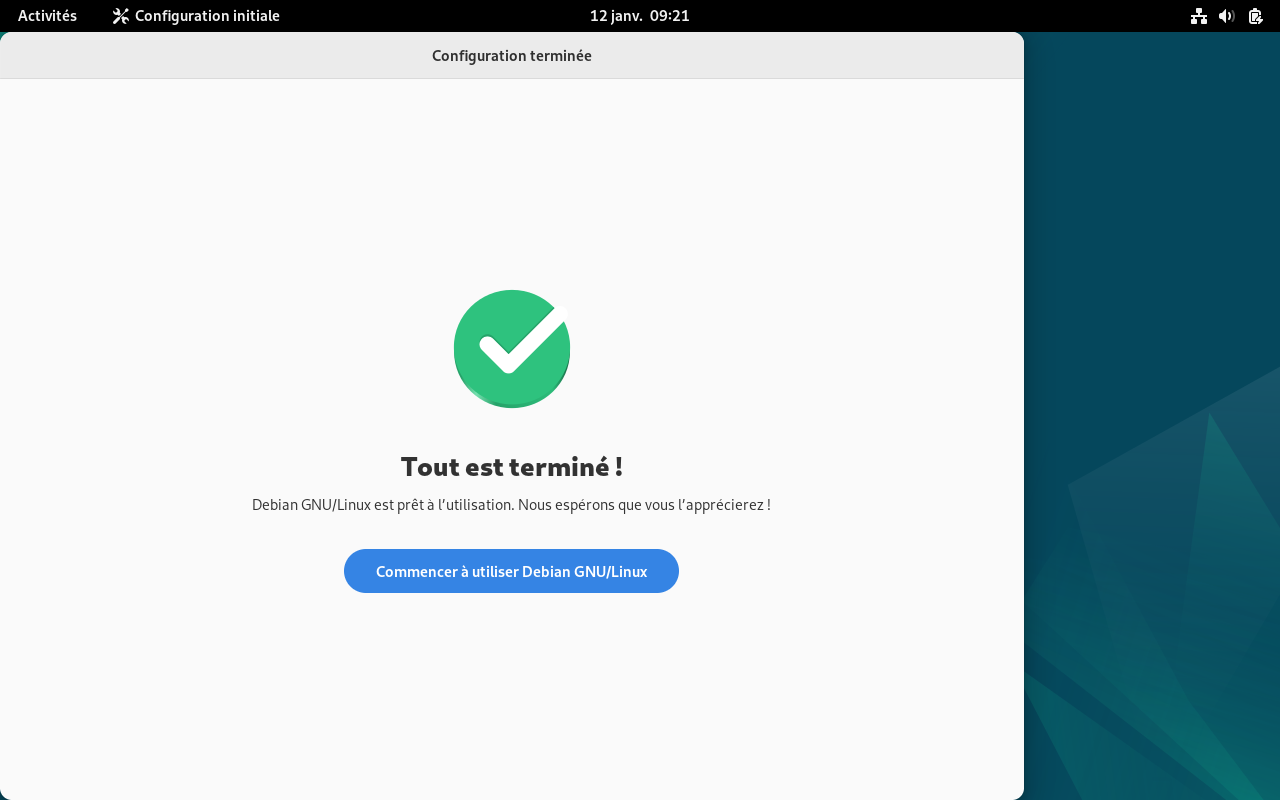 Activités
Configuration initiale
12 janv.  09:21
Configuration terminée
Tout est terminé !
Debian GNU/Linux est prêt à l’utilisation. Nous espérons que vous l’apprécierez !
Commencer à utiliser Debian GNU/Linux